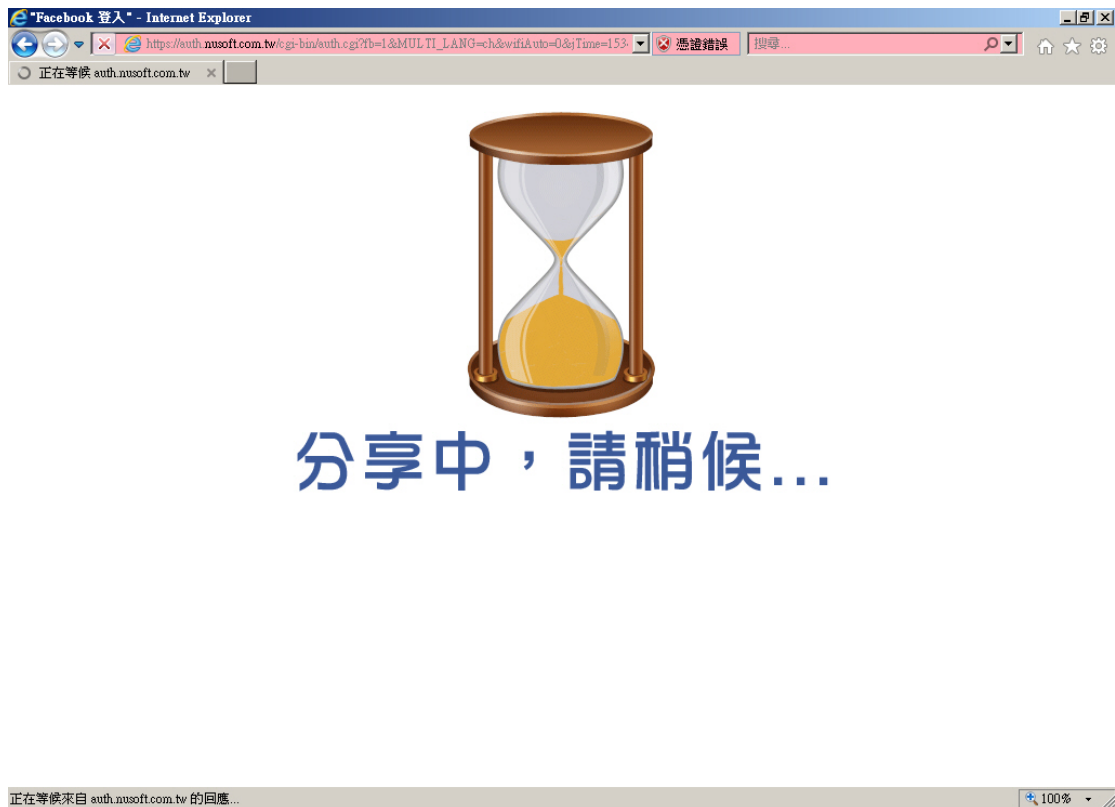 "Facebook 登入" - Internet Explorer
https://auth.nusoft.com.tw/cgi-bin/auth.cgi?fb=1&MULTI_LANG=ch&wifiAuto=0&jTime=153-
憑證錯誤
搜尋...
正在等候 auth.nusoft.com.tw
分享中，請稍候...
正在等候來自 auth.nusoft.com.tw 的回應...
100%